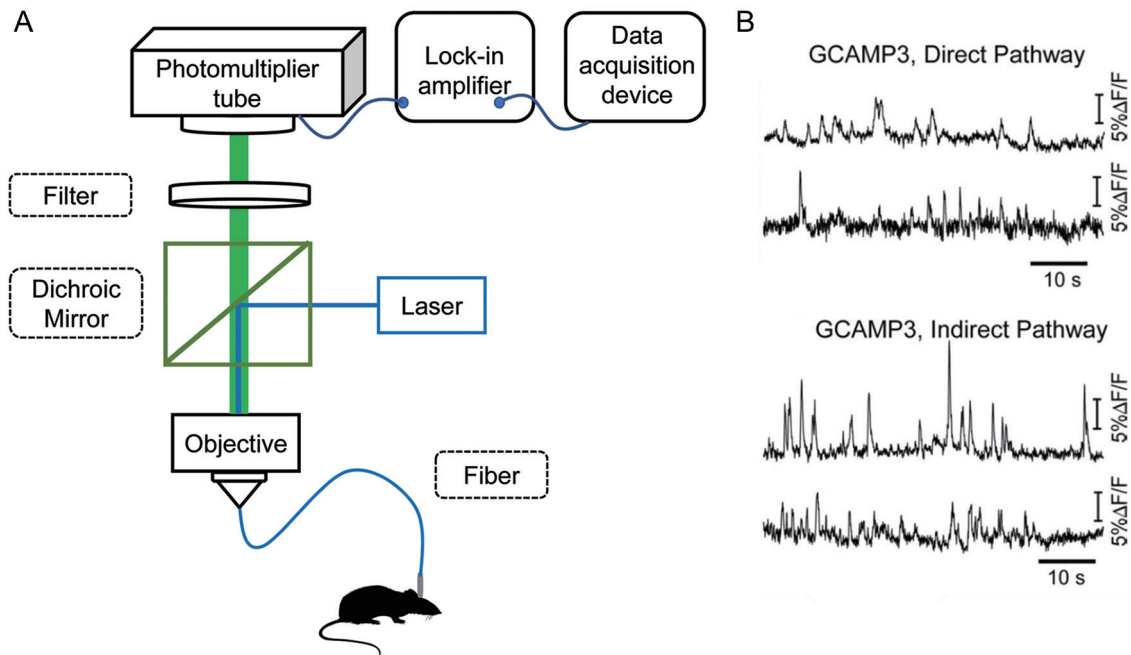 A
Photomultiplier
tube
Lock-in
amplifier
Data
acquisition
device
Filter
Dichroic
Mirror
Laser
Objective
Fiber
B
GCAMP3, Direct Pathway
5%ΔF/F
5%ΔF/F
10 s
GCAMP3, Indirect Pathway
5%ΔF/F
5%ΔF/F
10 s